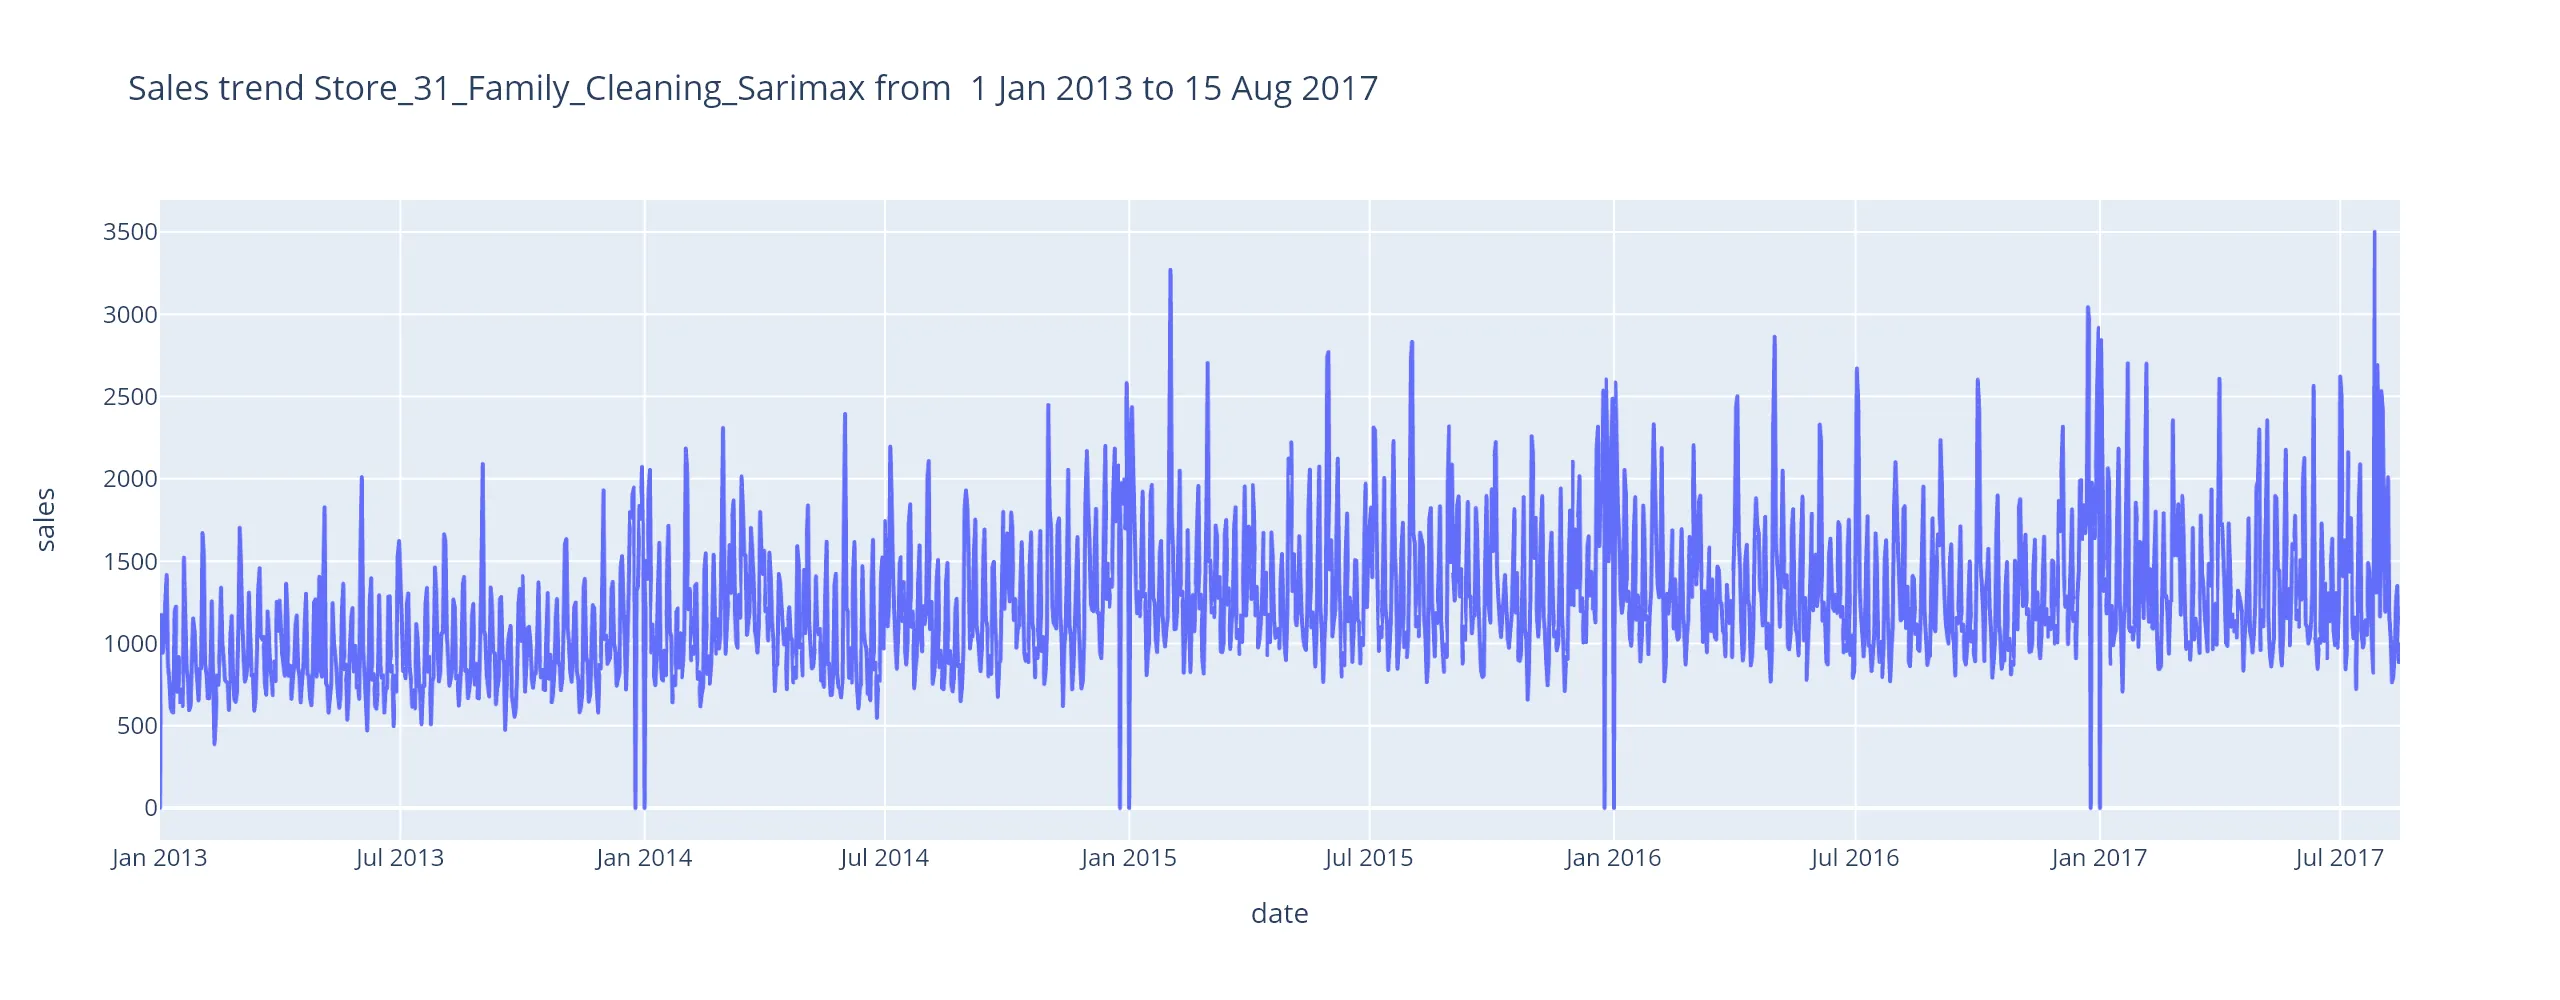 Sales trend Store_31_Family_Cleaning_Sarimax from  1 Jan 2013 to 15 Aug 2017
3500
3000
2500
2000
1500
1000
500
0
sales
Jan 2013 Jul 2013 Jan 2014 Jul 2014 Jan 2015 Jul 2015 Jan 2016 Jul 2016 Jan 2017 Jul 2017
date